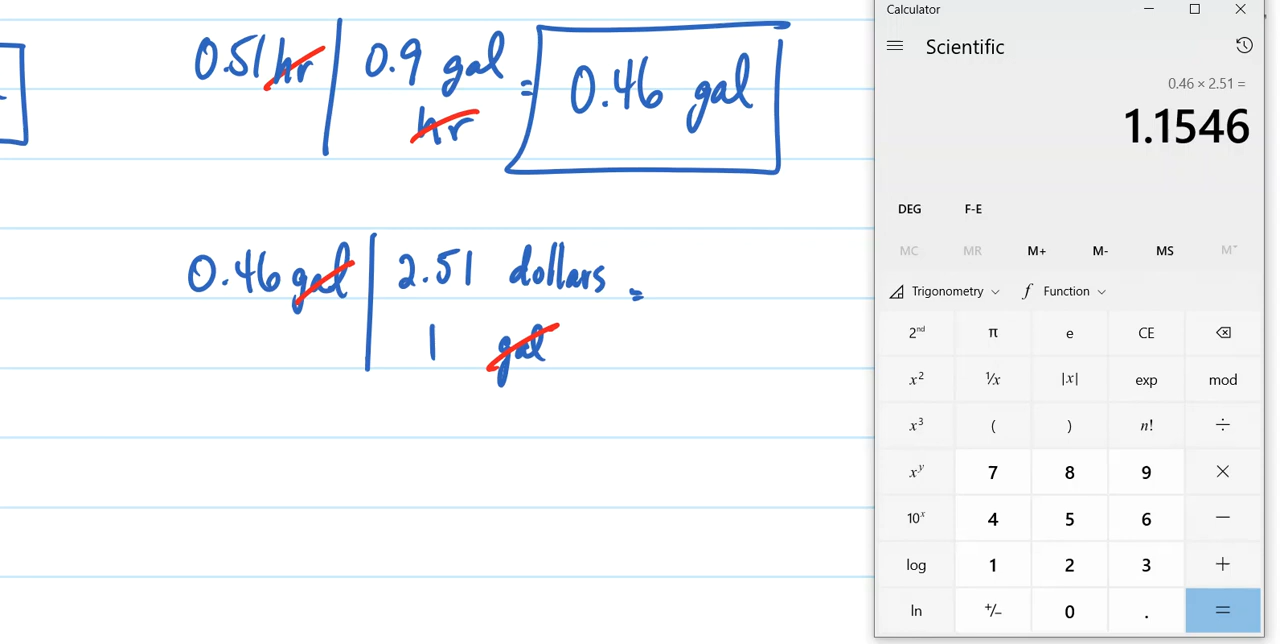 0.51 hr | 0.9 gal
hr
= 0.46 gal
0.46 gal | 2.51 dollars =
1 gal
Calculator
Scientific
0.46 × 2.51 =
1.1546
DEG F-E
MC MR M+ M- MS M˅
Trigonometry f Function
2ⁿᵈ π e CE
x² ¹/x |x| exp mod
x³ ( ) n! ÷
xʸ 7 8 9 ×
10ˣ 4 5 6 −
log 1 2 3 +
ln +/− 0 . =